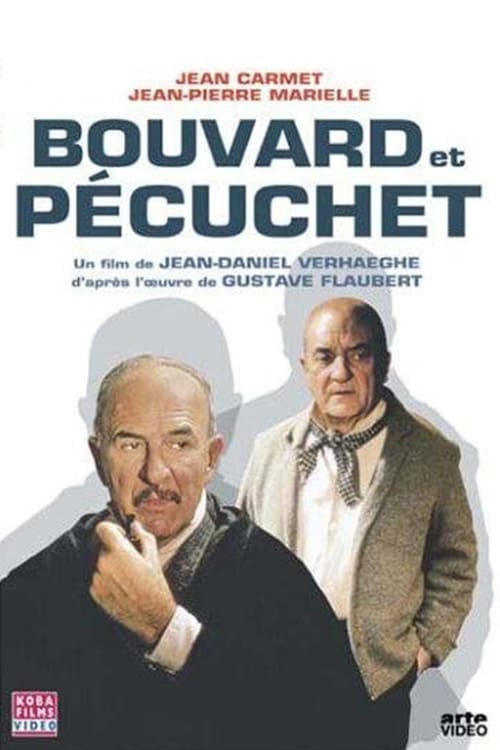 JEAN CARMET
JEAN-PIERRE MARIELLE
BOUVARD et
PÉCUCHET
Un film de JEAN-DANIEL VERHAEGHE
d'après l'œuvre de GUSTAVE FLAUBERT
KOBA
FILMS
VIDEO
arte
VIDEO